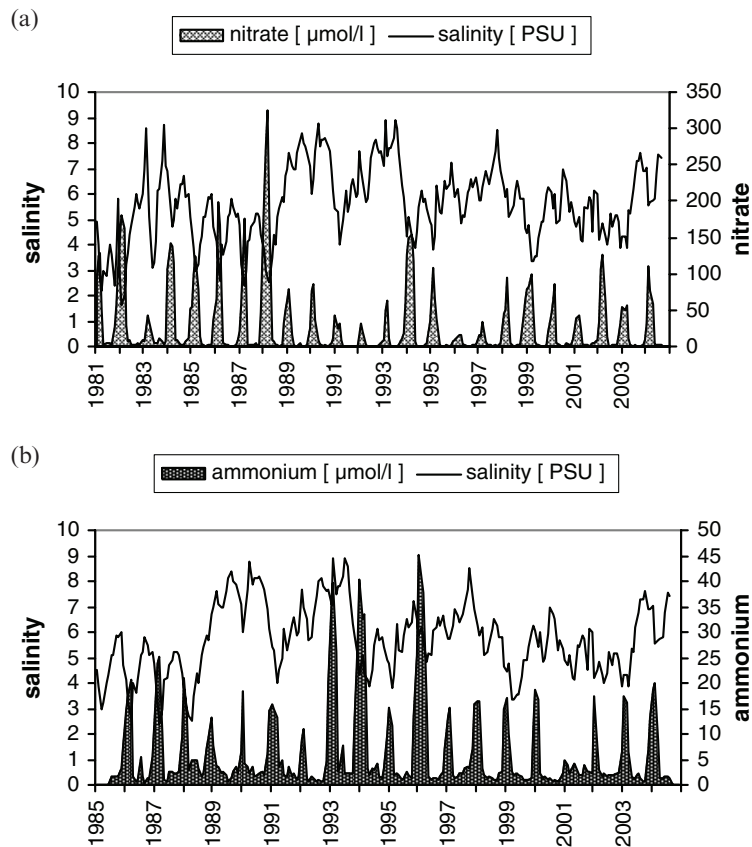 (a)
nitrate [ µmol/l ] salinity [ PSU ]
10 350
9 300
8 250
7 200
6 150
5 100
4 50
3 0
2
1
0
salinity
nitrate
1981 1983 1985 1987 1989 1991 1993 1995 1997 1999 2001 2003
(b)
ammonium [ µmol/l ] salinity [ PSU ]
10 50
9 45
8 40
7 35
6 30
5 25
4 20
3 15
2 10
1 5
0 0
salinity
ammonium
1985 1987 1989 1991 1993 1995 1997 1999 2001 2003